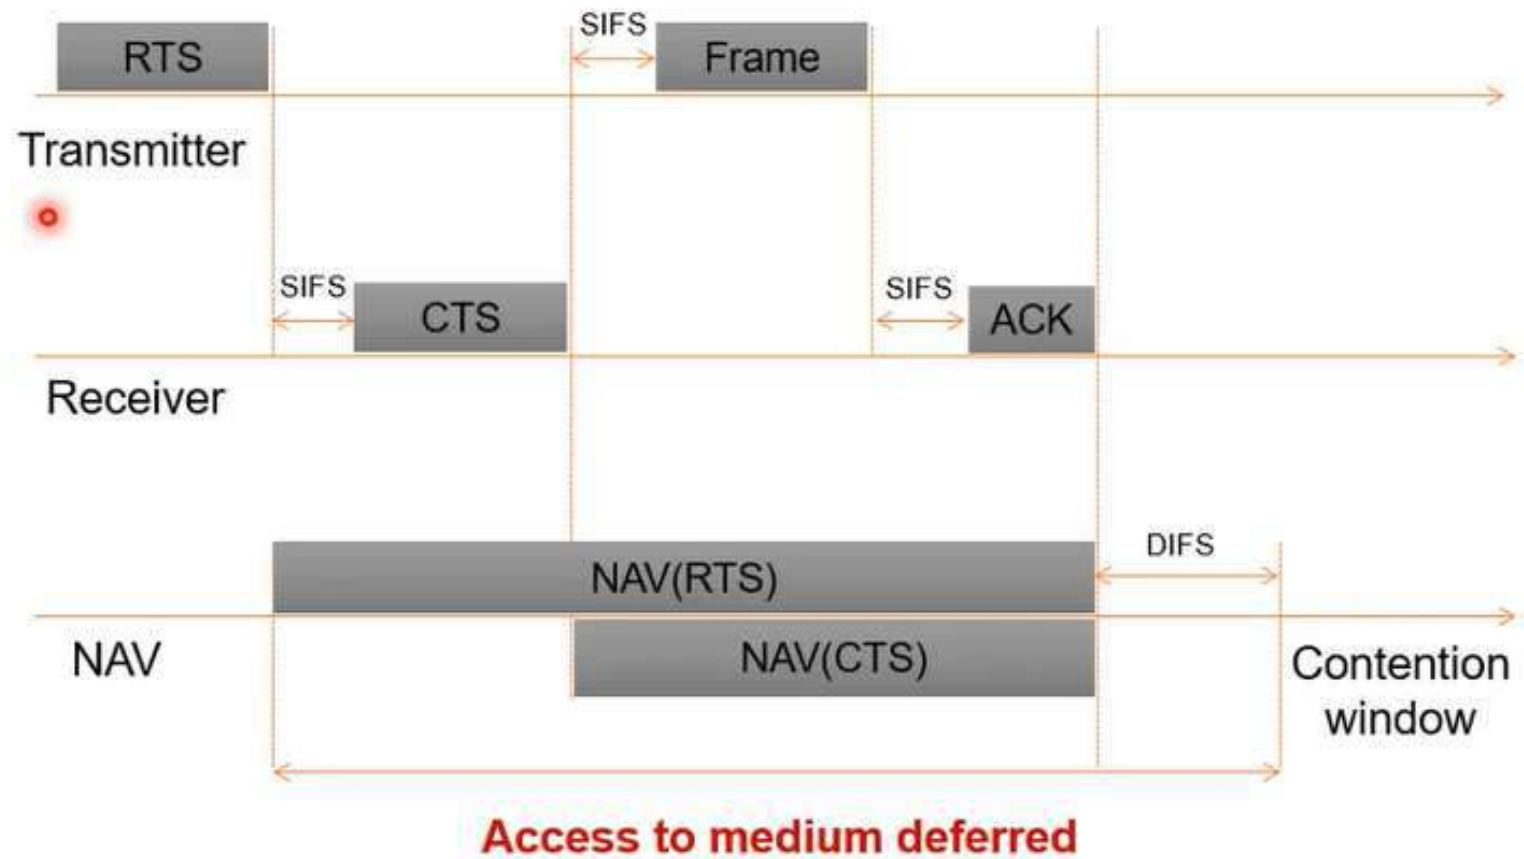 SIFS
RTS
Frame
Transmitter
SIFS
CTS
SIFS
ACK
Receiver
DIFS
NAV(RTS)
NAV
NAV(CTS)
Contention
window
Access to medium deferred